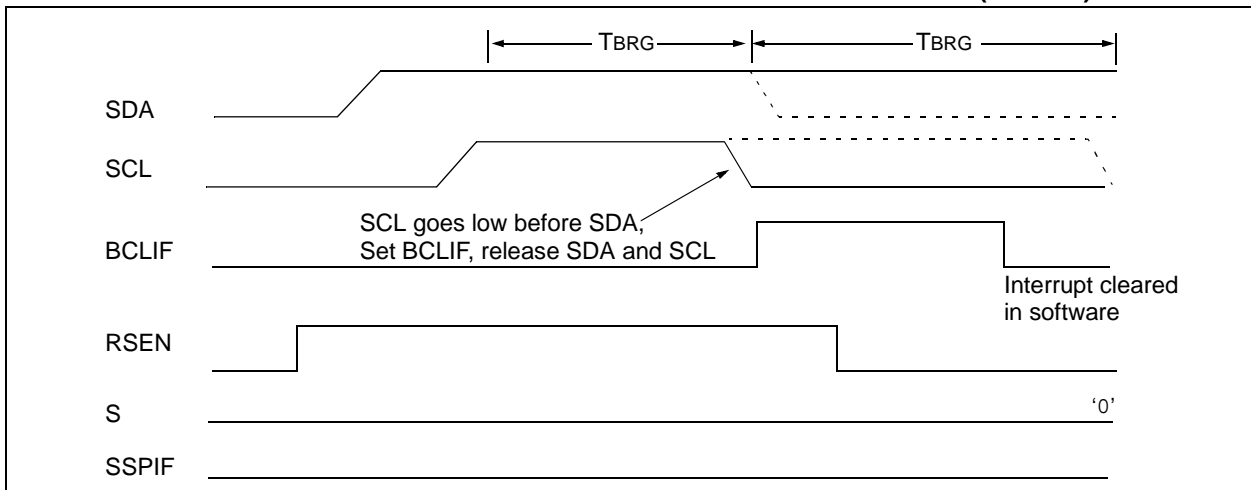 TBRG
TBRG
SDA
SCL
SCL goes low before SDA,
Set BCLIF, release SDA and SCL
BCLIF
Interrupt cleared
in software
RSEN
S
‘0’
SSPIF